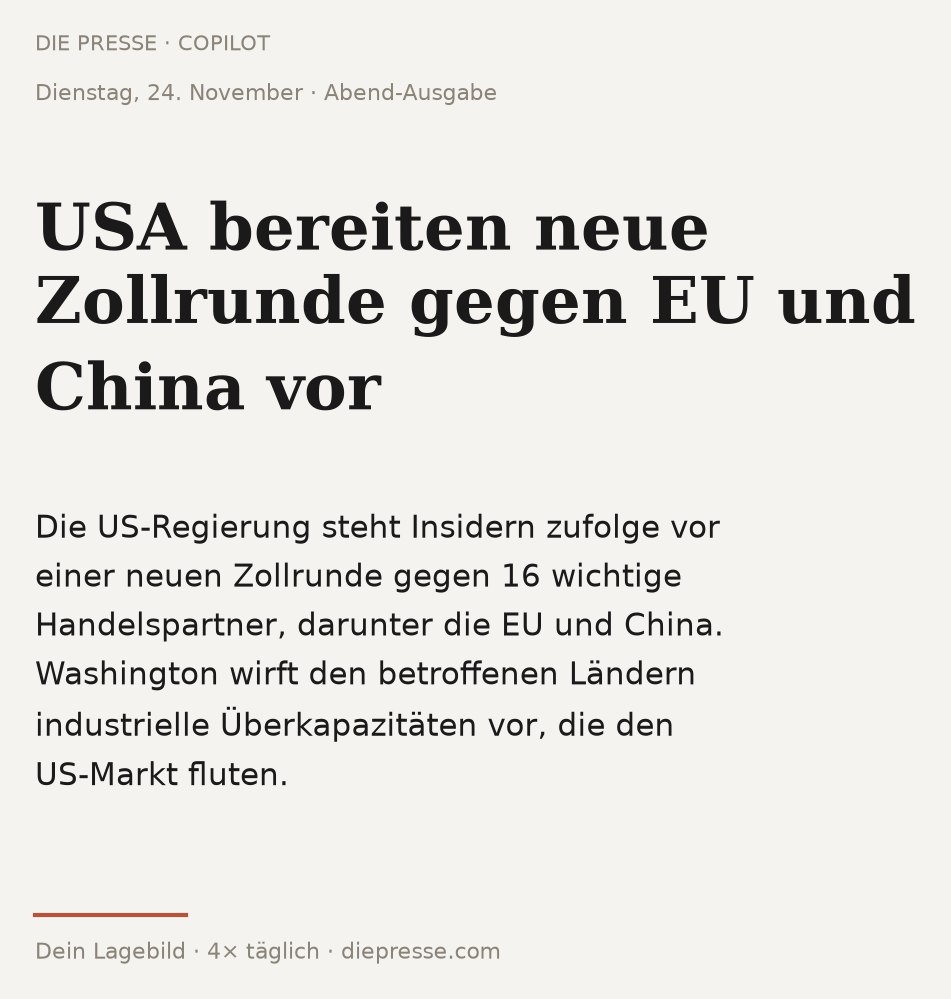 DIE PRESSE · COPILOT
Dienstag, 24. November · Abend-Ausgabe
USA bereiten neue
Zollrunde gegen EU und
China vor
Die US-Regierung steht Insidern zufolge vor
einer neuen Zollrunde gegen 16 wichtige
Handelspartner, darunter die EU und China.
Washington wirft den betroffenen Ländern
industrielle Überkapazitäten vor, die den
US-Markt fluten.
Dein Lagebild · 4× täglich · diepresse.com